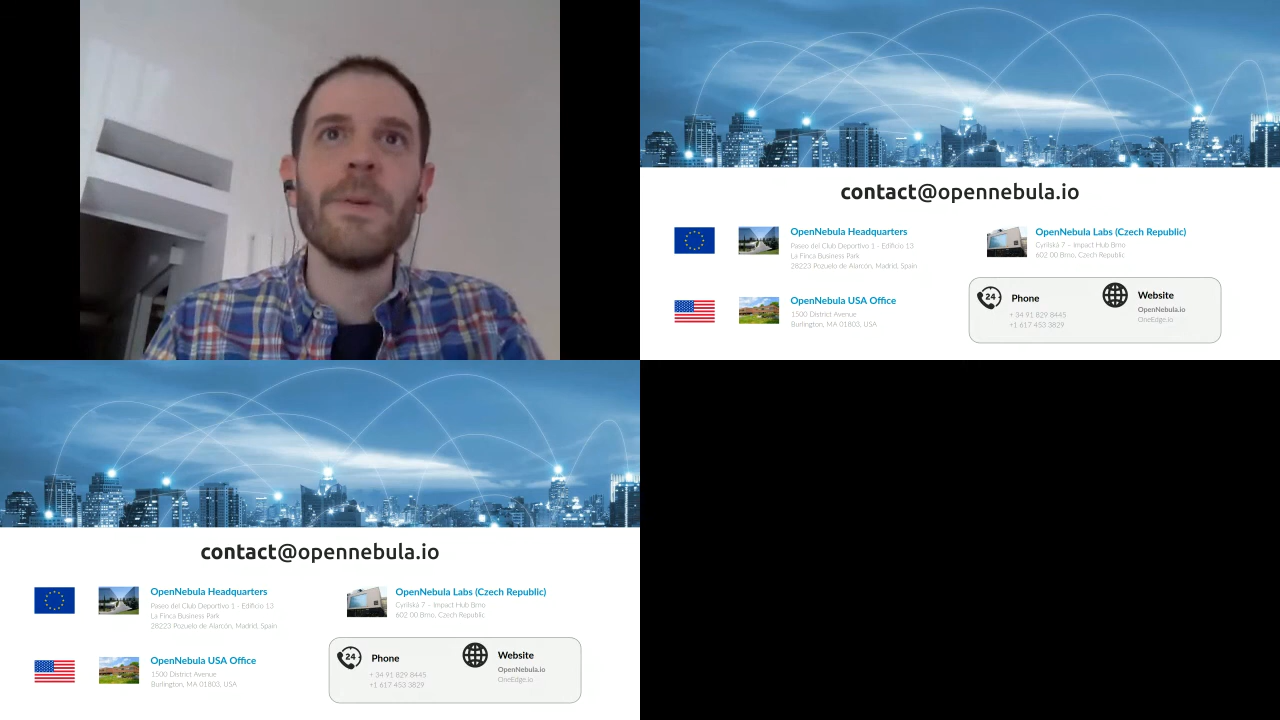 contact@opennebula.io
OpenNebula Headquarters
Paseo del Club Deportivo 1 - Edificio 13
La Finca Business Park
28223 Pozuelo de Alarcón, Madrid, Spain
OpenNebula Labs (Czech Republic)
Cyrilská 7 – Impact Hub Brno
602 00 Brno, Czech Republic
OpenNebula USA Office
1500 District Avenue
Burlington, MA 01803, USA
24
Phone
+ 34 91 829 8445
+1 617 453 3829
Website
OpenNebula.io
OneEdge.io
contact@opennebula.io
OpenNebula Headquarters
Paseo del Club Deportivo 1 - Edificio 13
La Finca Business Park
28223 Pozuelo de Alarcón, Madrid, Spain
OpenNebula Labs (Czech Republic)
Cyrilská 7 – Impact Hub Brno
602 00 Brno, Czech Republic
OpenNebula USA Office
1500 District Avenue
Burlington, MA 01803, USA
24
Phone
+ 34 91 829 8445
+1 617 453 3829
Website
OpenNebula.io
OneEdge.io